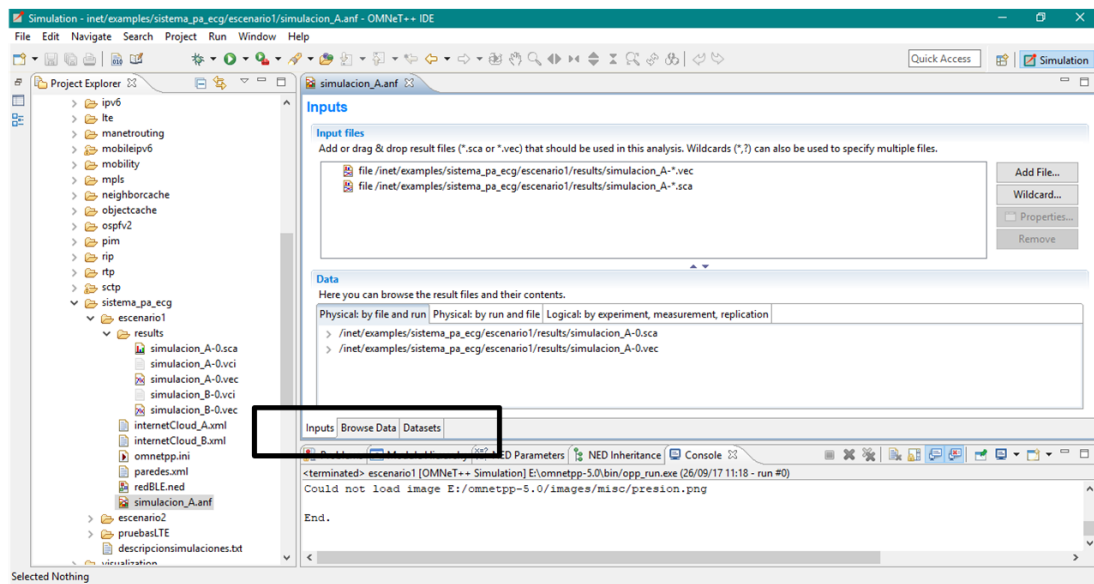 Simulation - inet/examples/sistema_pa_ecg/escenario1/simulacion_A.anf - OMNeT++ IDE
File Edit Navigate Search Project Run Window Help
Quick Access
Simulation
Project Explorer
ipv6
lte
manetrouting
mobileipv6
mobility
mpls
neighborcache
objectcache
ospfv2
pim
rip
rtp
sctp
sistema_pa_ecg
escenario1
results
simulacion_A-0.sca
simulacion_A-0.vci
simulacion_A-0.vec
simulacion_B-0.vci
simulacion_B-0.vec
internetCloud_A.xml
internetCloud_B.xml
omnetpp.ini
paredes.xml
redBLE.ned
simulacion_A.anf
escenario2
pruebasLTE
descripcionsimulaciones.txt
visualization
simulacion_A.anf
Inputs
Input files
Add or drag & drop result files (*.sca or *.vec) that should be used in this analysis. Wildcards (*,?) can also be used to specify multiple files.
file /inet/examples/sistema_pa_ecg/escenario1/results/simulacion_A-*.vec
file /inet/examples/sistema_pa_ecg/escenario1/results/simulacion_A-*.sca
Add File...
Wildcard...
Properties...
Remove
Data
Here you can browse the result files and their contents.
Physical: by file and run Physical: by run and file Logical: by experiment, measurement, replication
/inet/examples/sistema_pa_ecg/escenario1/results/simulacion_A-0.sca
/inet/examples/sistema_pa_ecg/escenario1/results/simulacion_A-0.vec
Inputs Browse Data Datasets
NED Parameters NED Inheritance Console
<terminated> escenario1 [OMNeT++ Simulation] E:\omnetpp-5.0\bin/opp_run.exe (26/09/17 11:18 - run #0)
Could not load image E:/omnetpp-5.0/images/misc/presion.png
End.
Selected Nothing